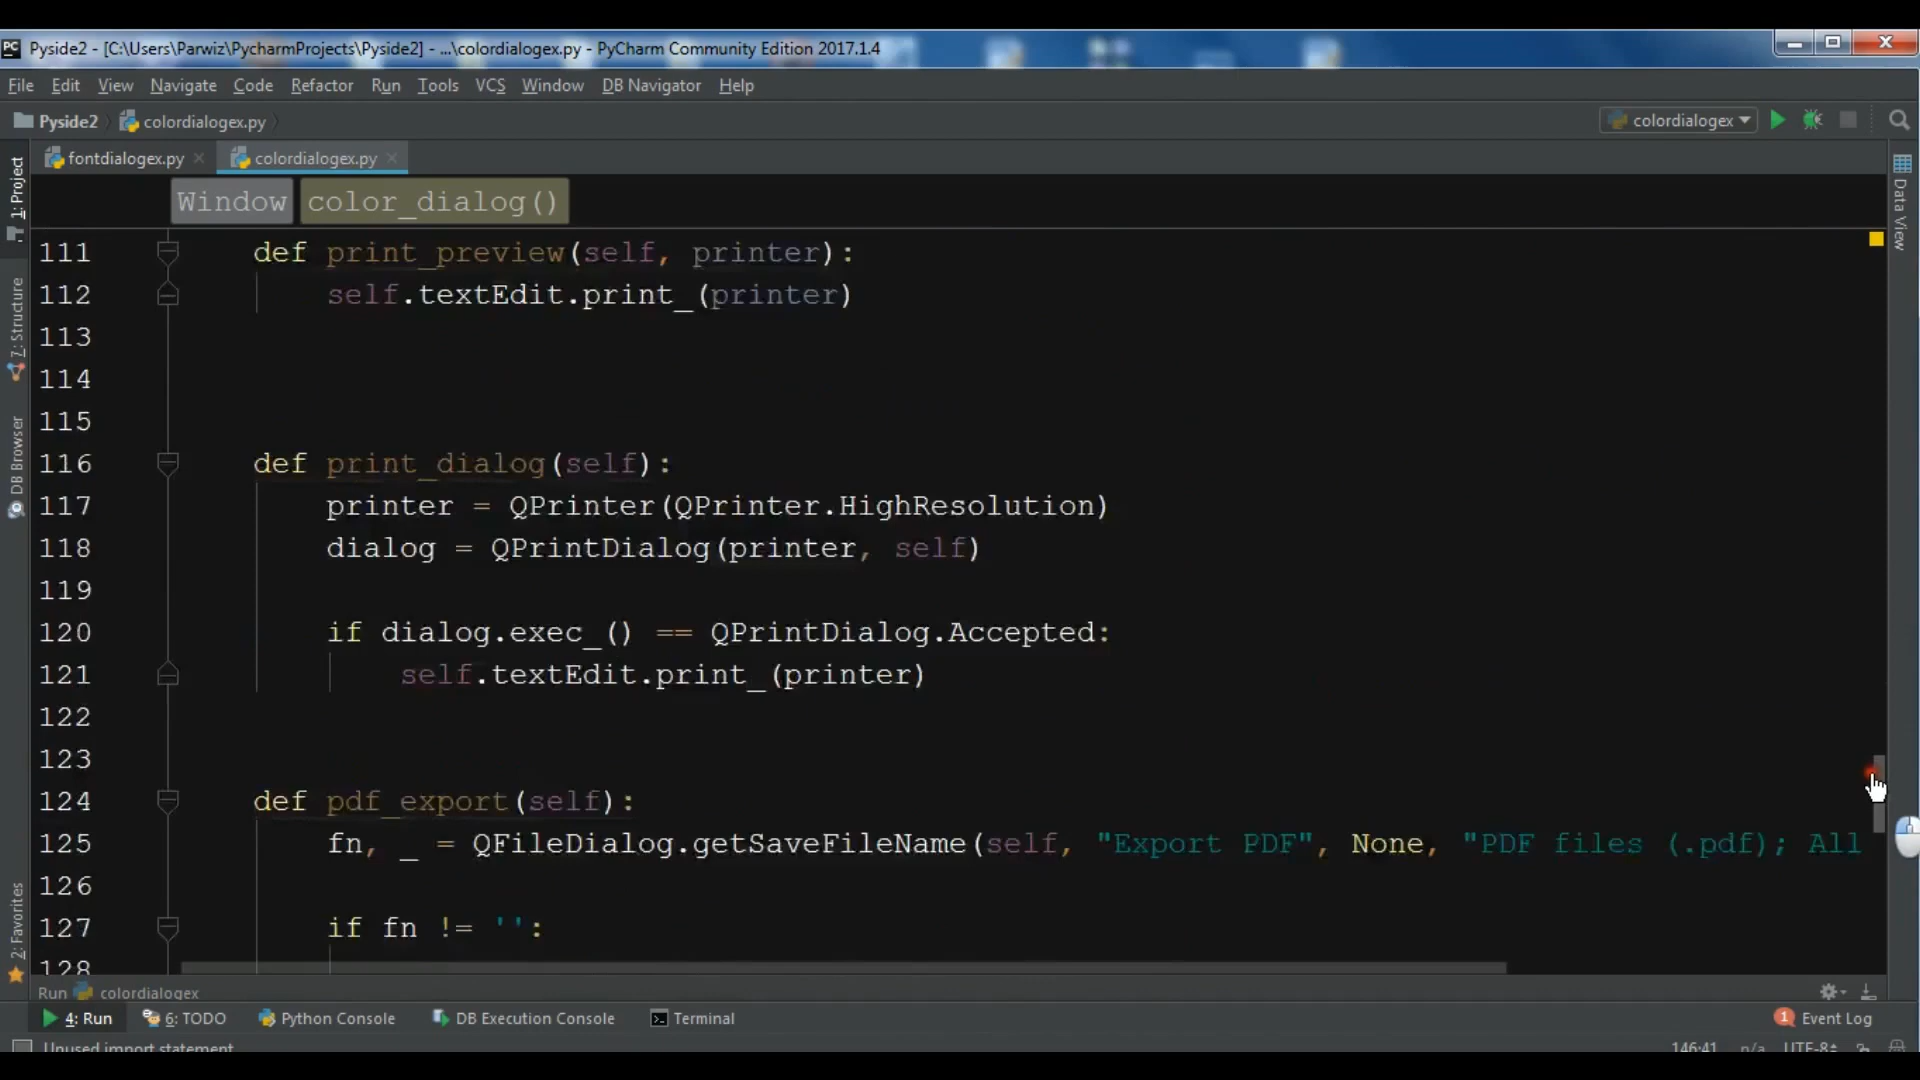 Pyside2 - [C:\Users\Parwiz\PycharmProjects\Pyside2] - ...\colordialogex.py - PyCharm Community Edition 2017.1.4
File Edit View Navigate Code Refactor Run Tools VCS Window DB Navigator Help
Pyside2 colordialogex.py colordialogex
fontdialogex.py colordialogex.py
Window color_dialog()
111 def print_preview(self, printer):
112 self.textEdit.print_(printer)
113
114
115
116 def print_dialog(self):
117 printer = QPrinter(QPrinter.HighResolution)
118 dialog = QPrintDialog(printer, self)
119
120 if dialog.exec_() == QPrintDialog.Accepted:
121 self.textEdit.print_(printer)
122
123
124 def pdf_export(self):
125 fn, _ = QFileDialog.getSaveFileName(self, "Export PDF", None, "PDF files (.pdf); All
126
127 if fn != '':
128
1: Project
7: Structure
DB Browser
2: Favorites
Data View
Run colordialogex
4: Run 6: TODO Python Console DB Execution Console Terminal 1 Event Log
Unused import statement 146:41 n/a UTF-8